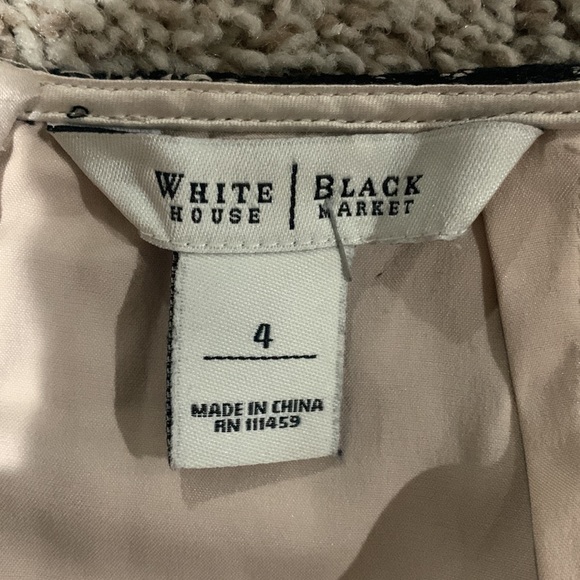 WHITE | BLACK
HOUSE | MARKET
4
MADE IN CHINA
RN 111459